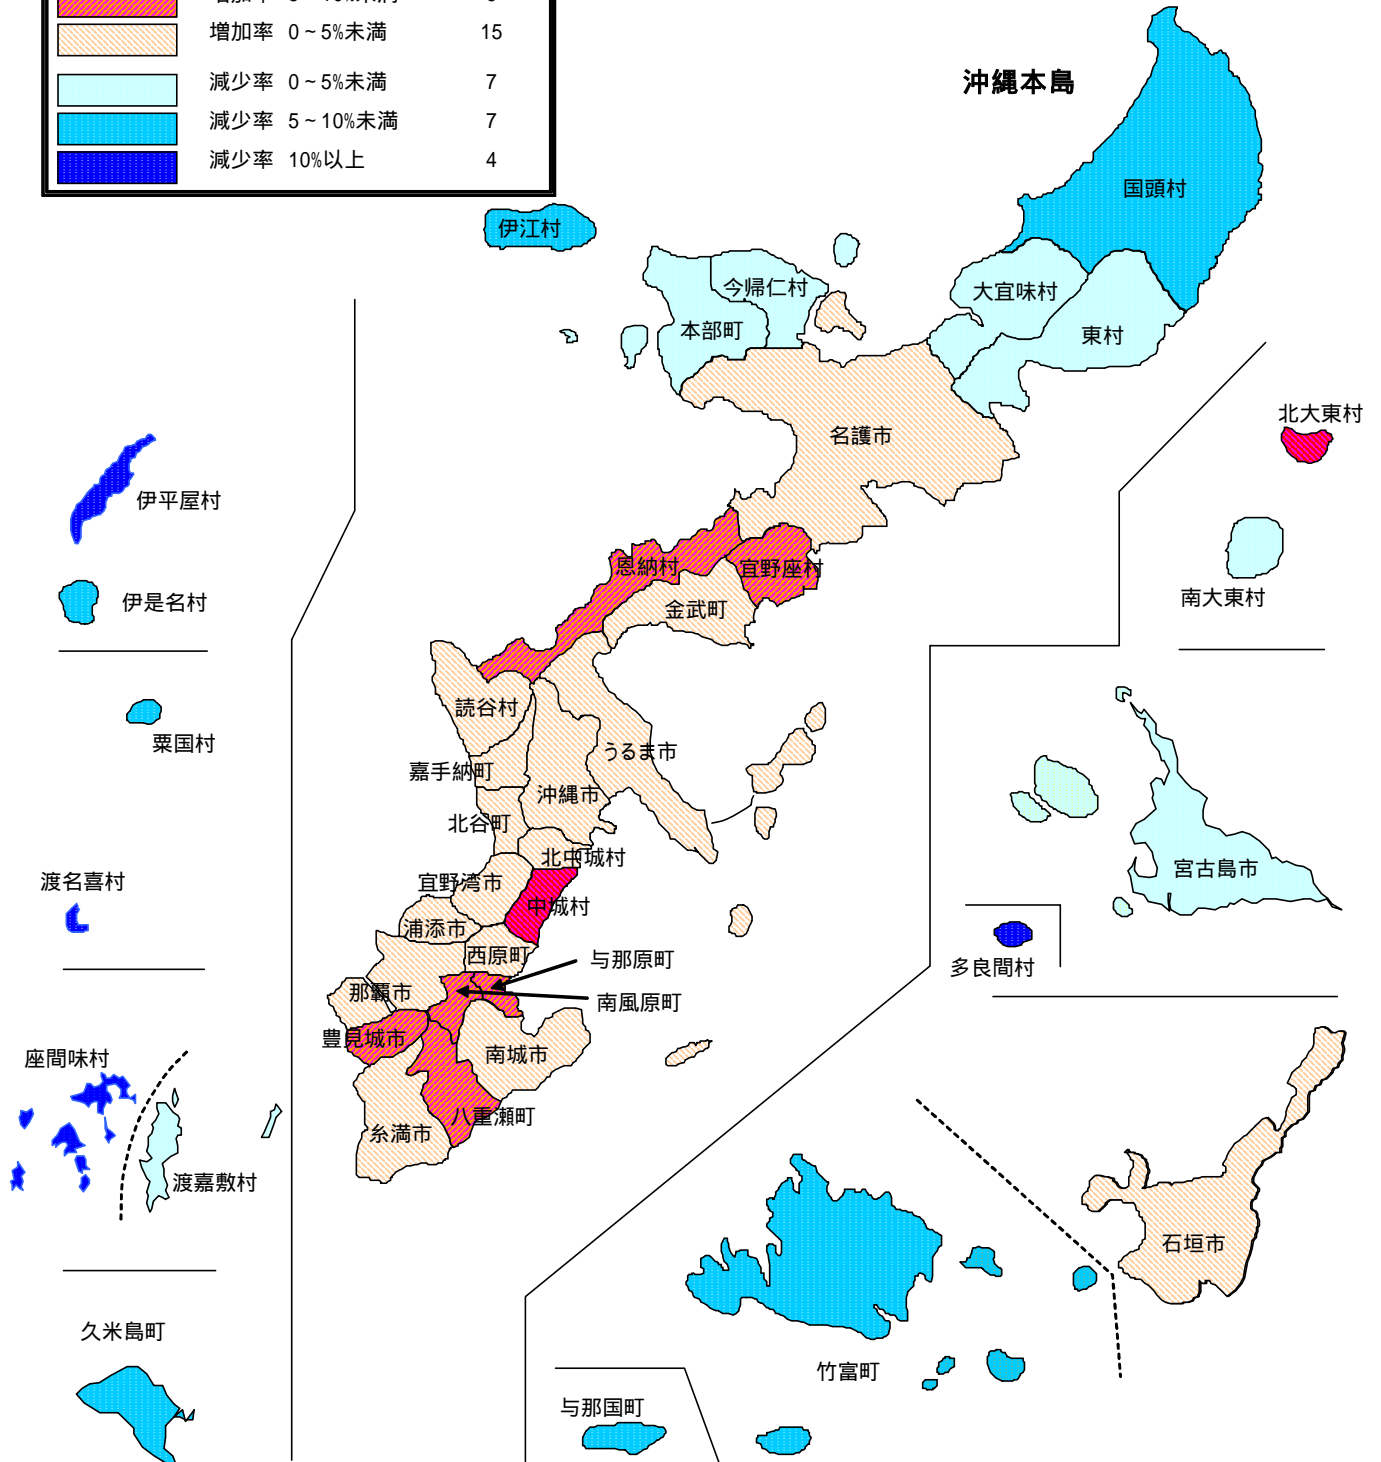 増加率 0~5%未満 15
減少率 0~5%未満 7
減少率 5~10%未満 7
減少率 10%以上 4
沖縄本島
国頭村
伊江村
今帰仁村
大宜味村
本部町
東村
北大東村
名護市
伊平屋村
恩納村
宜野座村
南大東村
伊是名村
金武町
読谷村
粟国村
うるま市
嘉手納町
沖縄市
北谷町
北中城村
宮古島市
渡名喜村
宜野湾市
中城村
浦添市
西原町
与那原町
多良間村
那覇市
南風原町
豊見城市
南城市
座間味村
八重瀬町
糸満市
渡嘉敷村
石垣市
久米島町
竹富町
与那国町